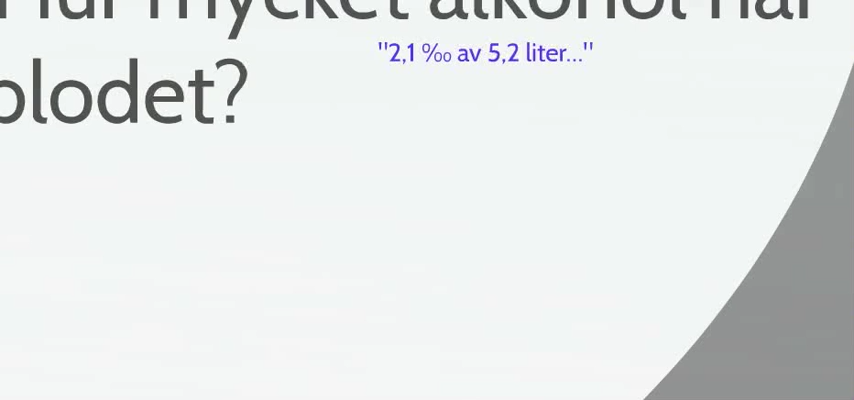 mycket alkohol
"2,1 ‰ av 5,2 liter..."
blodet?